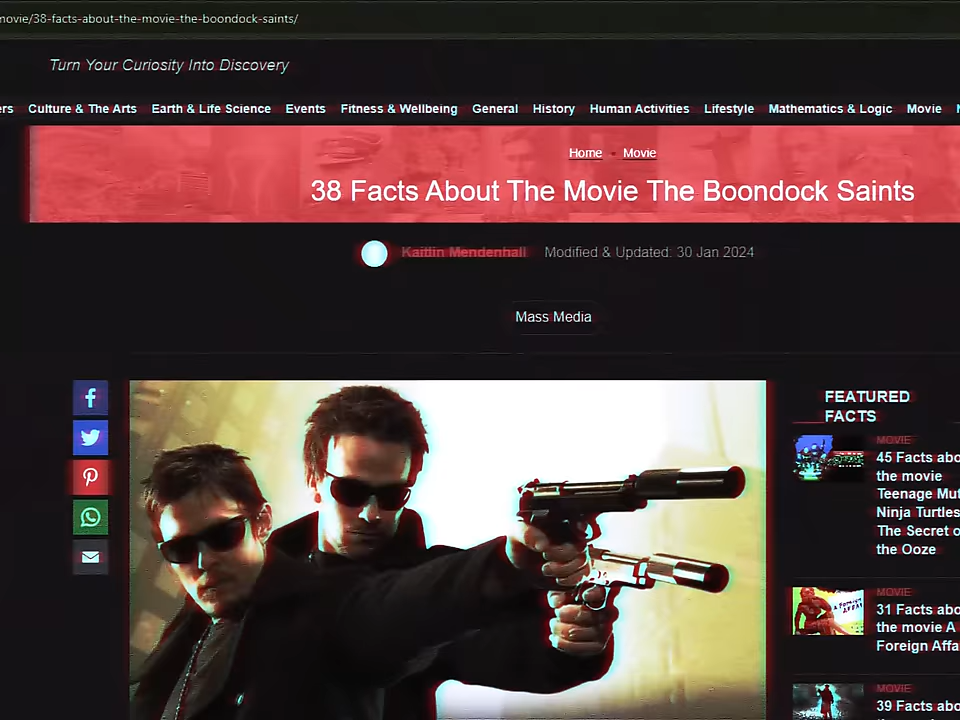 movie/38-facts-about-the-movie-the-boondock-saints/
Turn Your Curiosity Into Discovery
ers Culture & The Arts Earth & Life Science Events Fitness & Wellbeing General History Human Activities Lifestyle Mathematics & Logic Movie
Home Movie
38 Facts About The Movie The Boondock Saints
Kaitlin Mendenhall Modified & Updated: 30 Jan 2024
Mass Media
FEATURED
FACTS
MOVIE
45 Facts abo
the movie
Teenage Mut
Ninja Turtles
The Secret o
the Ooze
MOVIE
31 Facts abo
the movie A
Foreign Affa
MOVIE
39 Facts abo